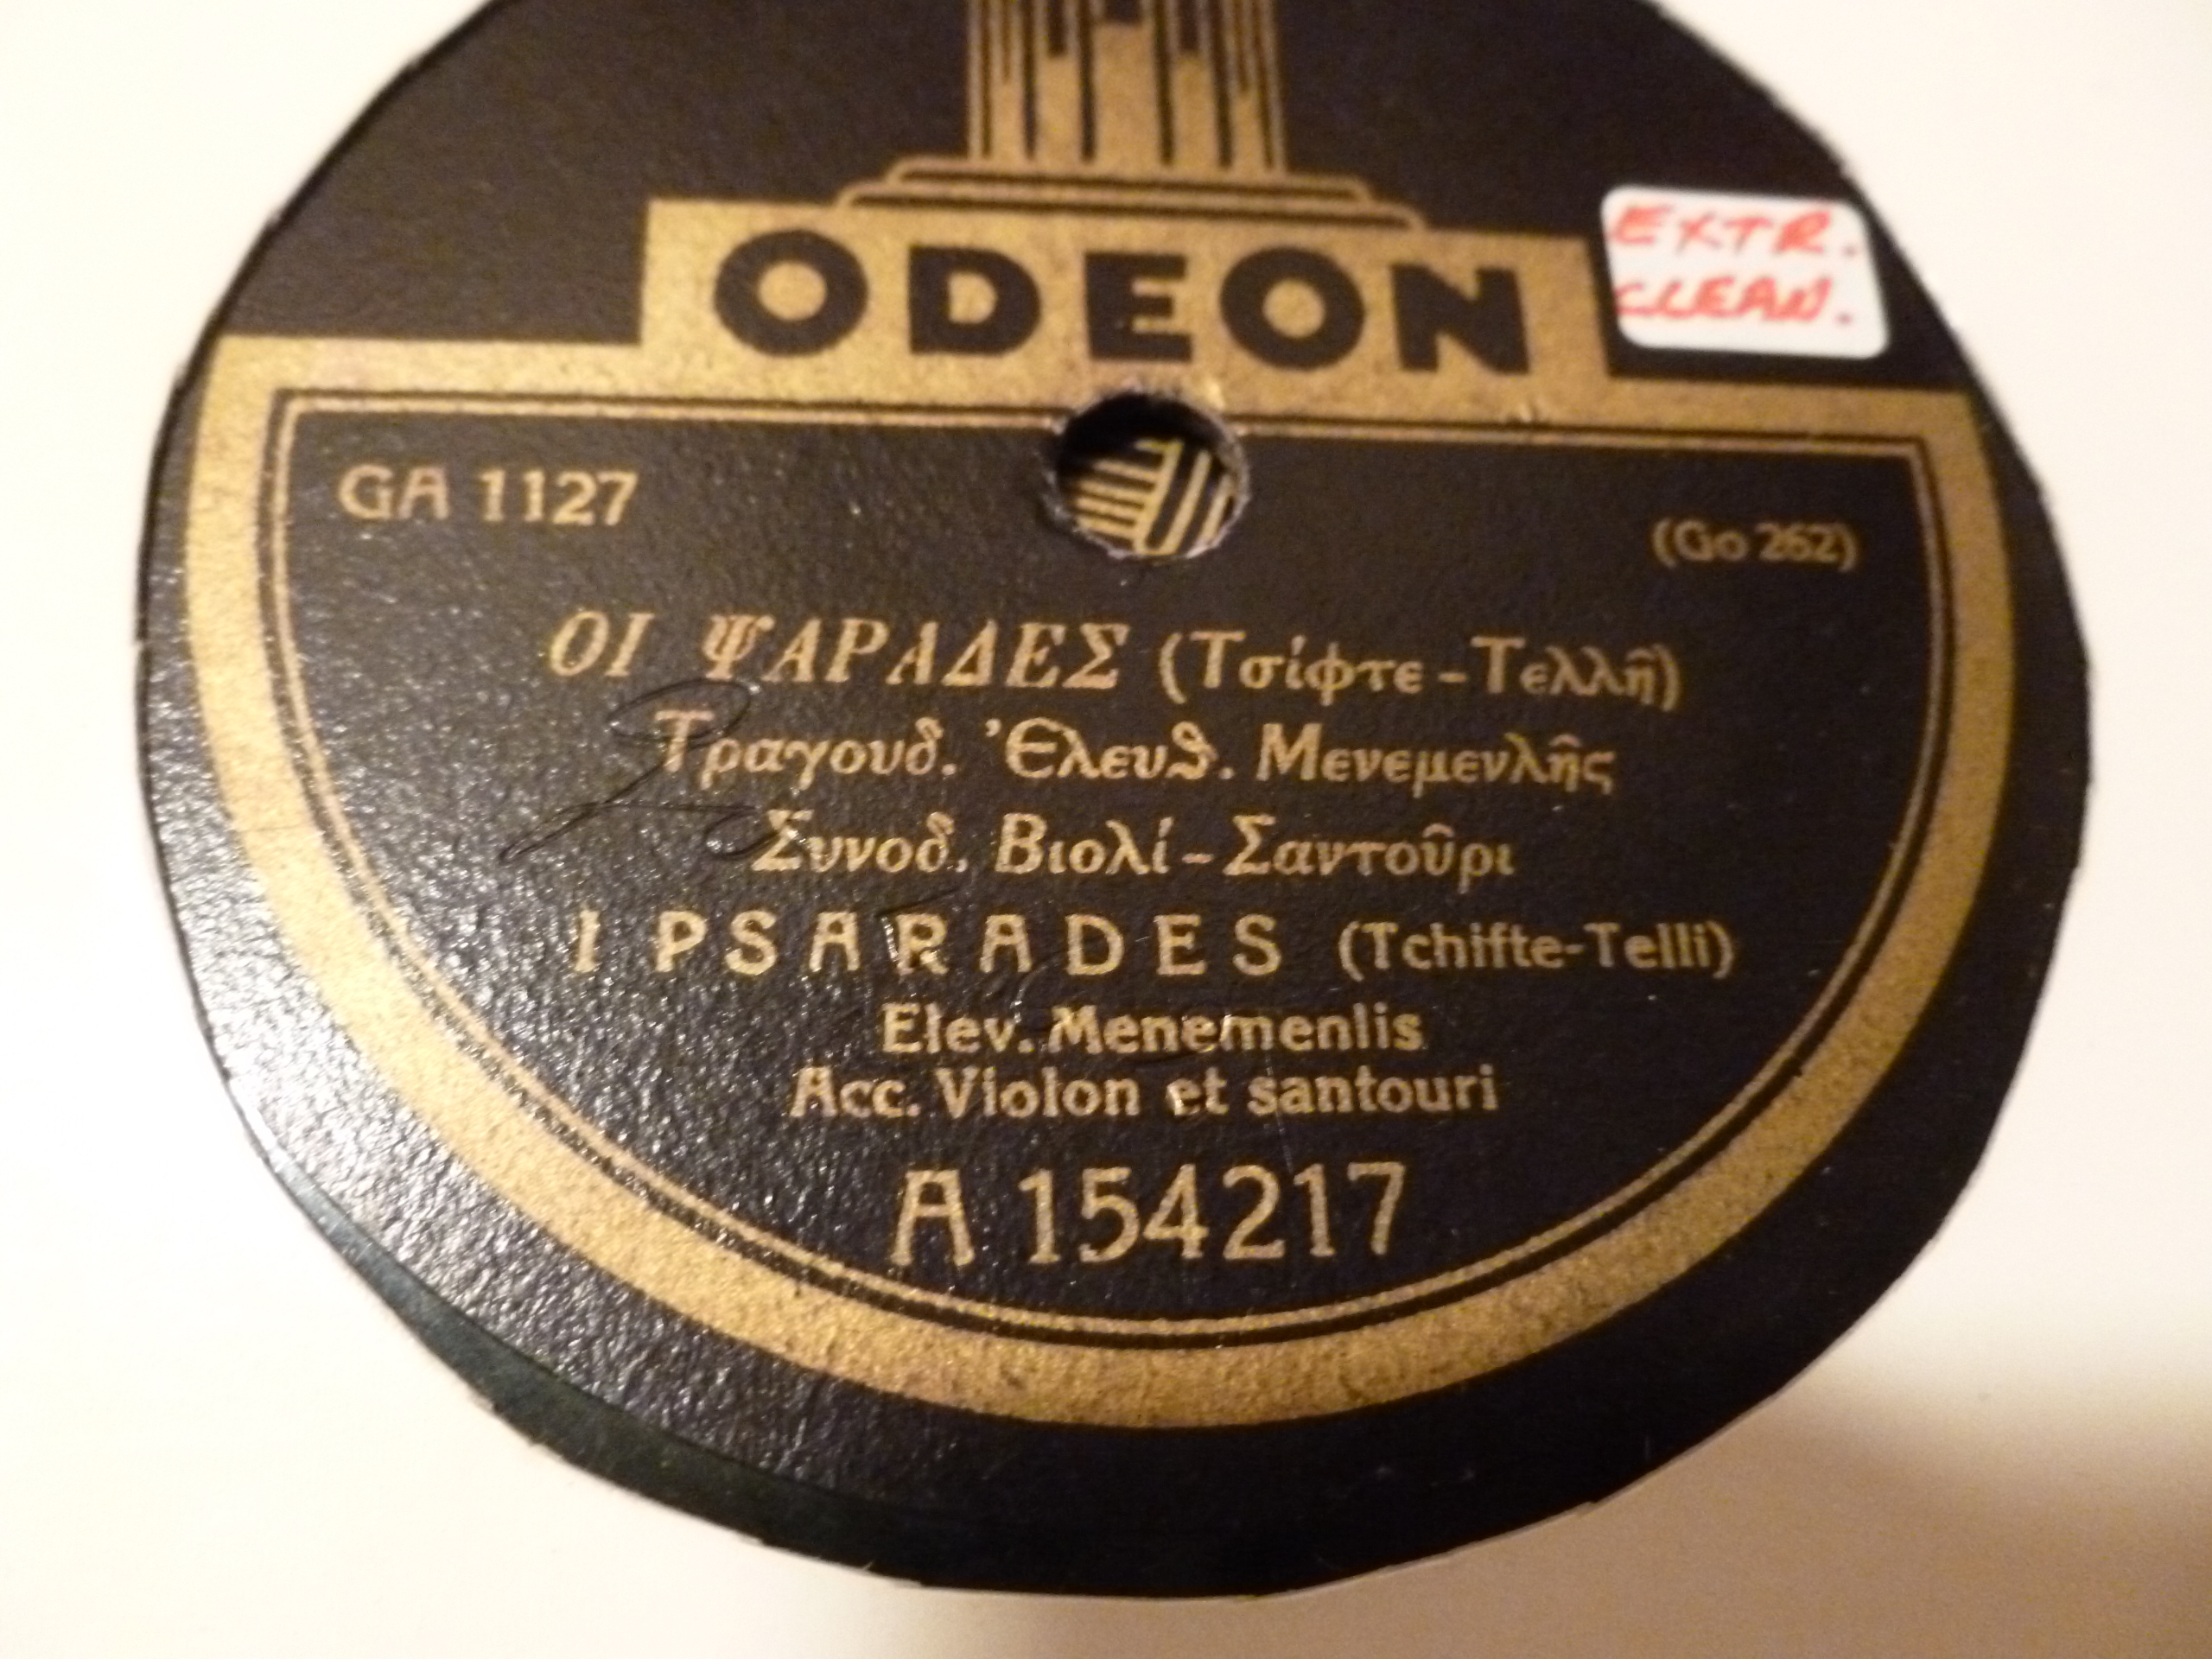 ODEON
EXTR.
CLEAN.
GA 1127
(Go 262)
ΟΙ ΨΑΡΑΔΕΣ (Τσίφτε-Τελλῆ)
Τραγουδ. Ἐλευθ. Μενεμενλῆς
Συνοδ. Βιολί-Σαντοῦρι
I PSARADES (Tchifte-Telli)
Elev. Menemenlis
Acc. Violon et santouri
A 154217